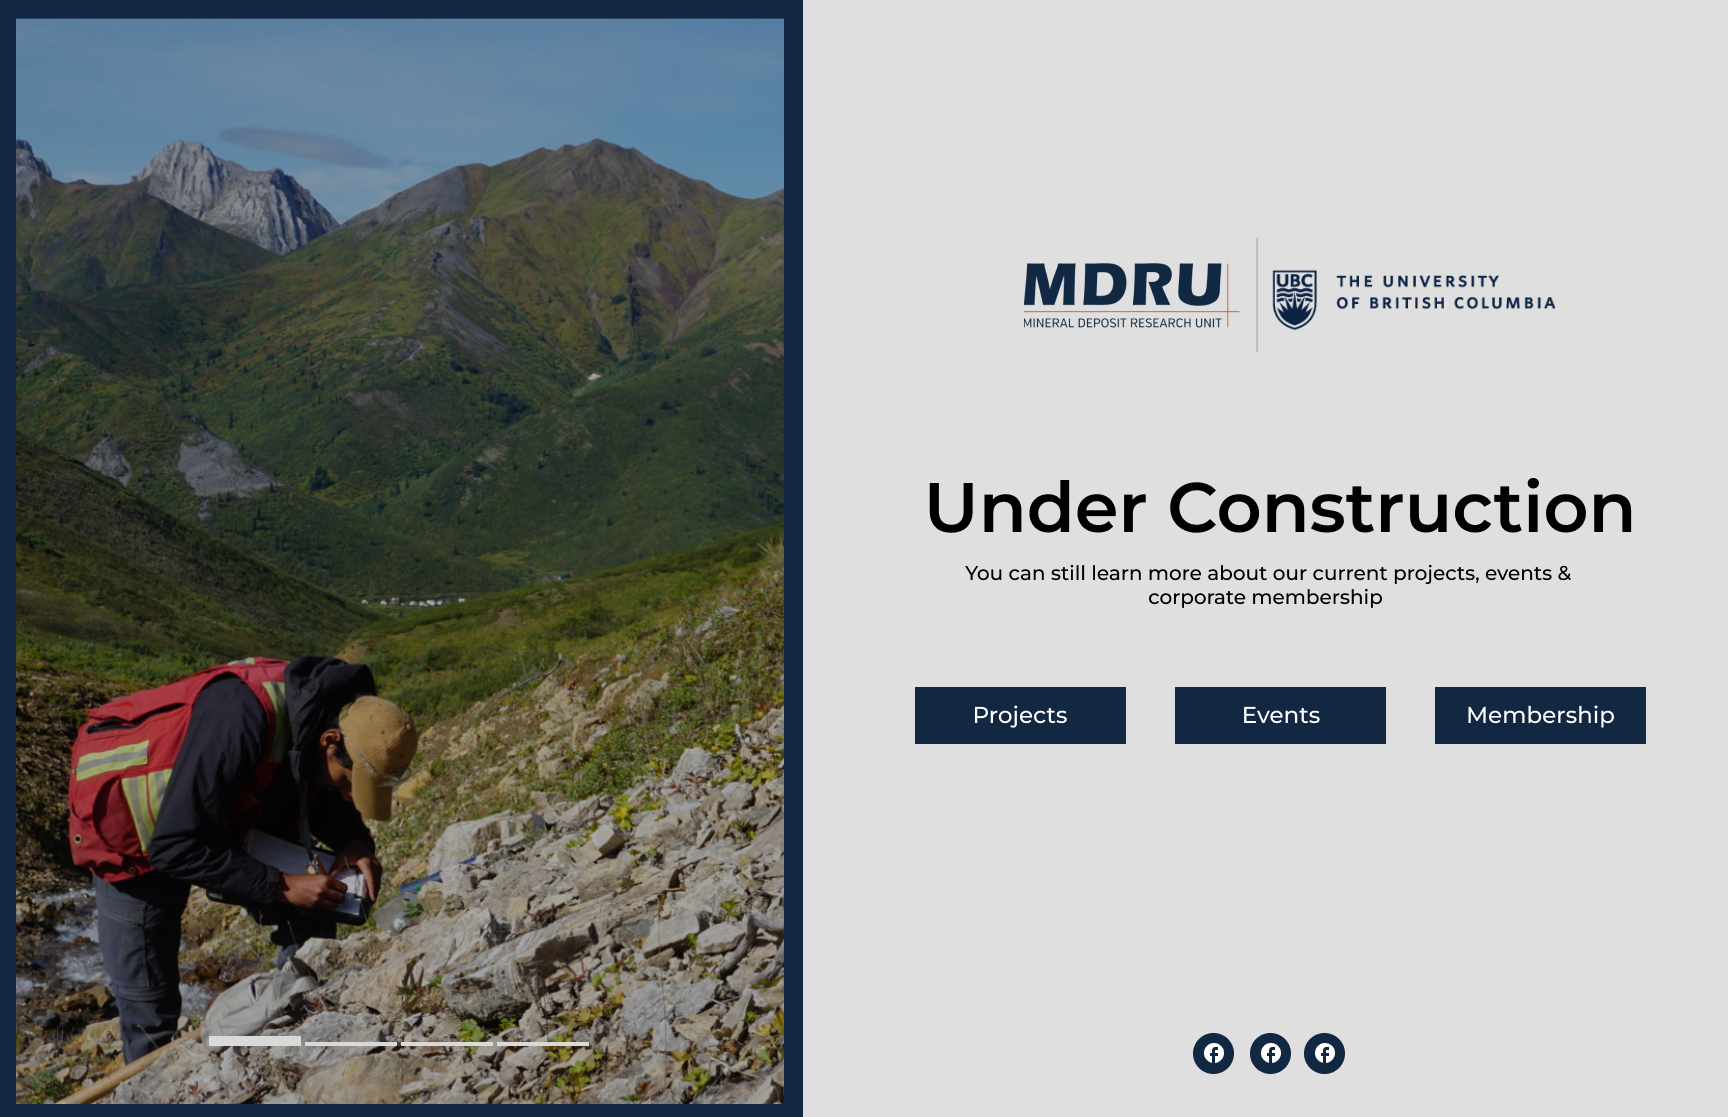 MDRU
MINERAL DEPOSIT RESEARCH UNIT
UBC
THE UNIVERSITY
OF BRITISH COLUMBIA
Under Construction
You can still learn more about our current projects, events &
corporate membership
Projects
Events
Membership